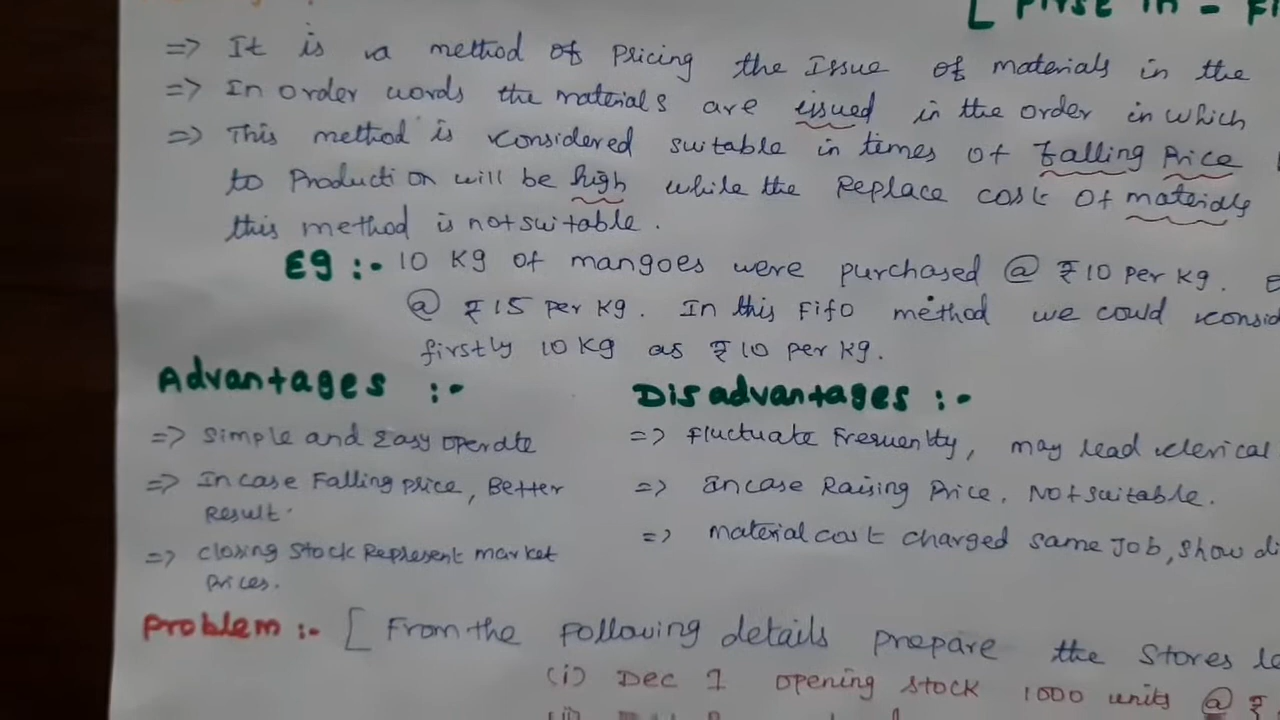 [ First in - Fi
=> It is a method of Pricing the Issue of materials in the
=> In order words the materials are issued in the order in which
=> This method is considered suitable in times of falling Price
to Production will be high while the Replace cost of materials
this method is not suitable.
Eg :- 10 Kg of mangoes were purchased @ ₹10 per kg.
@ ₹15 per kg. In this Fifo method we could consid
firstly 10 Kg as ₹10 per kg.
Advantages :-
=> Simple and Easy operate
=> Incase Falling price, Better
Result.
=> closing Stock Represent market
prices.
Disadvantages :-
=> Fluctuate Frequently, may lead clerical
=> Incase Raising Price, Not suitable.
=> material cost charged same Job, show di
Problem :- [ From the following details prepare the Stores le
(i) Dec 1 opening stock 1000 units @ ₹